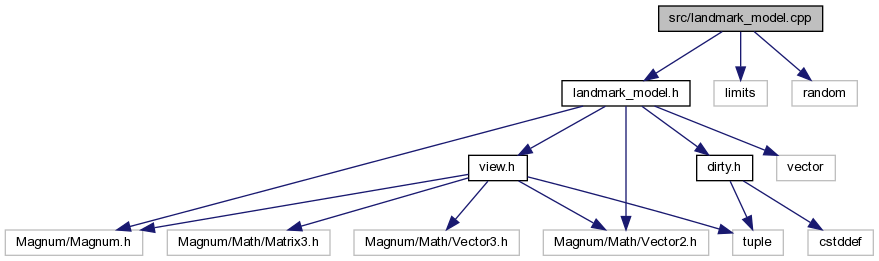 src/landmark_model.cpp
landmark_model.h
limits
random
view.h
dirty.h
vector
Magnum/Magnum.h
Magnum/Math/Matrix3.h
Magnum/Math/Vector3.h
Magnum/Math/Vector2.h
tuple
cstddef